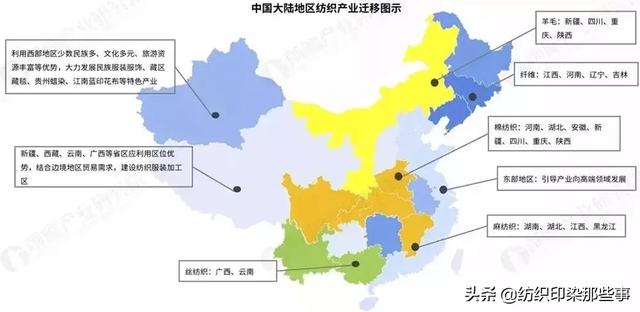 中国大陆地区纺织产业迁移图示
利用西部地区少数民族多、文化多元、旅游资
源丰富等优势，大力发展民族服装服饰、藏区
藏毯、贵州蜡染、江南蓝印花布等特色产业
羊毛：新疆、四川、重
庆、陕西
纤维：江西、河南、辽宁、吉林
新疆、西藏、云南、广西等省区应利用区位优
势，结合边境地区贸易需求，建设纺织服装加工
区
棉纺织：河南、湖北、安徽、新
疆、四川、重庆、陕西
东部地区：引导产业向高端领域发展
麻纺织：湖南、湖北、江西、黑龙江
丝纺织：广西、云南
头条 @纺织印染那些事